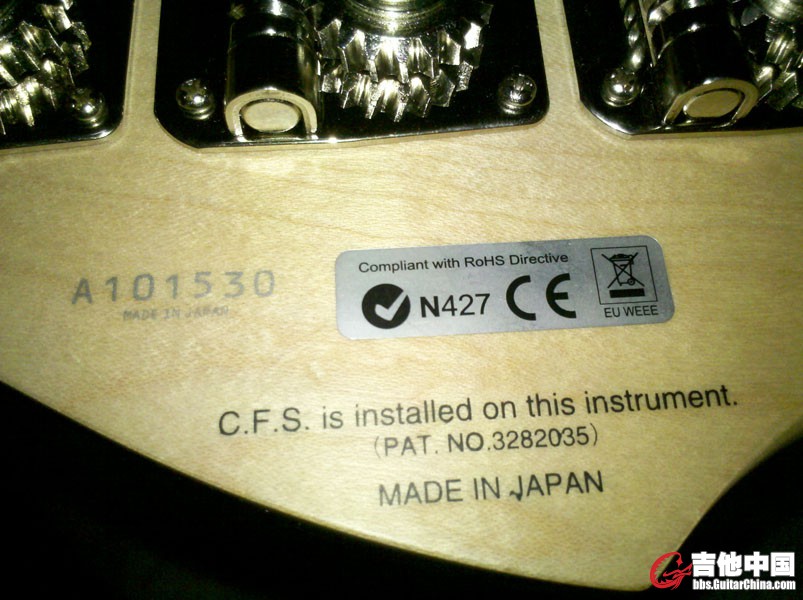 A101530
MADE IN JAPAN
Compliant with RoHS Directive
N427 CE
EU WEEE
C.F.S. is installed on this instrument.
(PAT. NO.3282035)
MADE IN JAPAN
吉他中国
bbs.GuitarChina.com